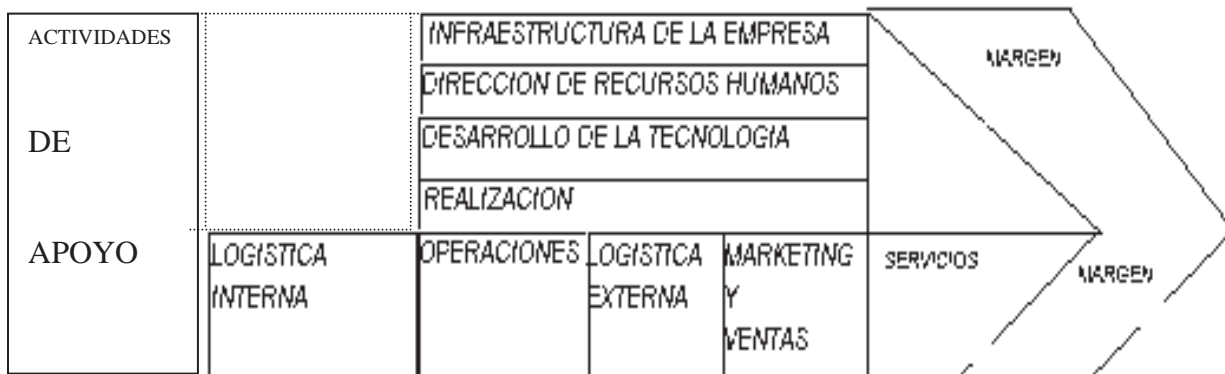 ACTIVIDADES
DE
APOYO
INFRAESTRUCTURA DE LA EMPRESA
DIRECCION DE RECURSOS HUMANOS
DESARROLLO DE LA TECNOLOGIA
REALIZACION
MARGEN
LOGISTICA
INTERNA
OPERACIONES
LOGISTICA
EXTERNA
MARKETING
Y
VENTAS
SERVICIOS
MARGEN